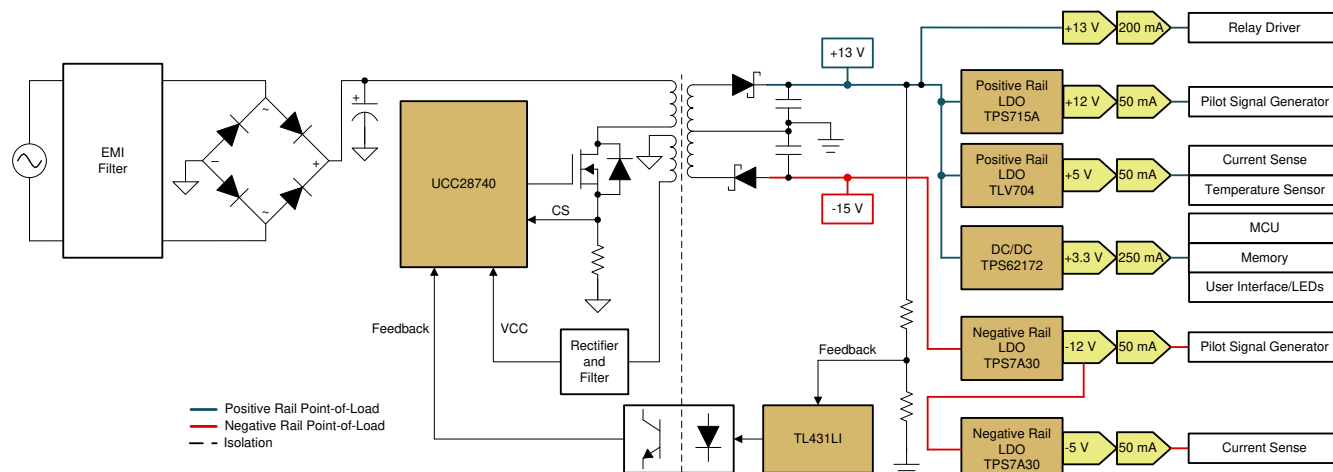 EMI
Filter
~
~
−
+
+
UCC28740
CS
Feedback
VCC
Rectifier
and
Filter
+13 V
-15 V
Feedback
TL431LI
+13 V
200 mA
Relay Driver
Positive Rail
LDO
TPS715A
+12 V
50 mA
Pilot Signal Generator
Positive Rail
LDO
TLV704
+5 V
50 mA
Current Sense
Temperature Sensor
DC/DC
TPS62172
+3.3 V
250 mA
MCU
Memory
User Interface/LEDs
Negative Rail
LDO
TPS7A30
-12 V
50 mA
Pilot Signal Generator
Negative Rail
LDO
TPS7A30
-5 V
50 mA
Current Sense
Positive Rail Point-of-Load
Negative Rail Point-of-Load
Isolation